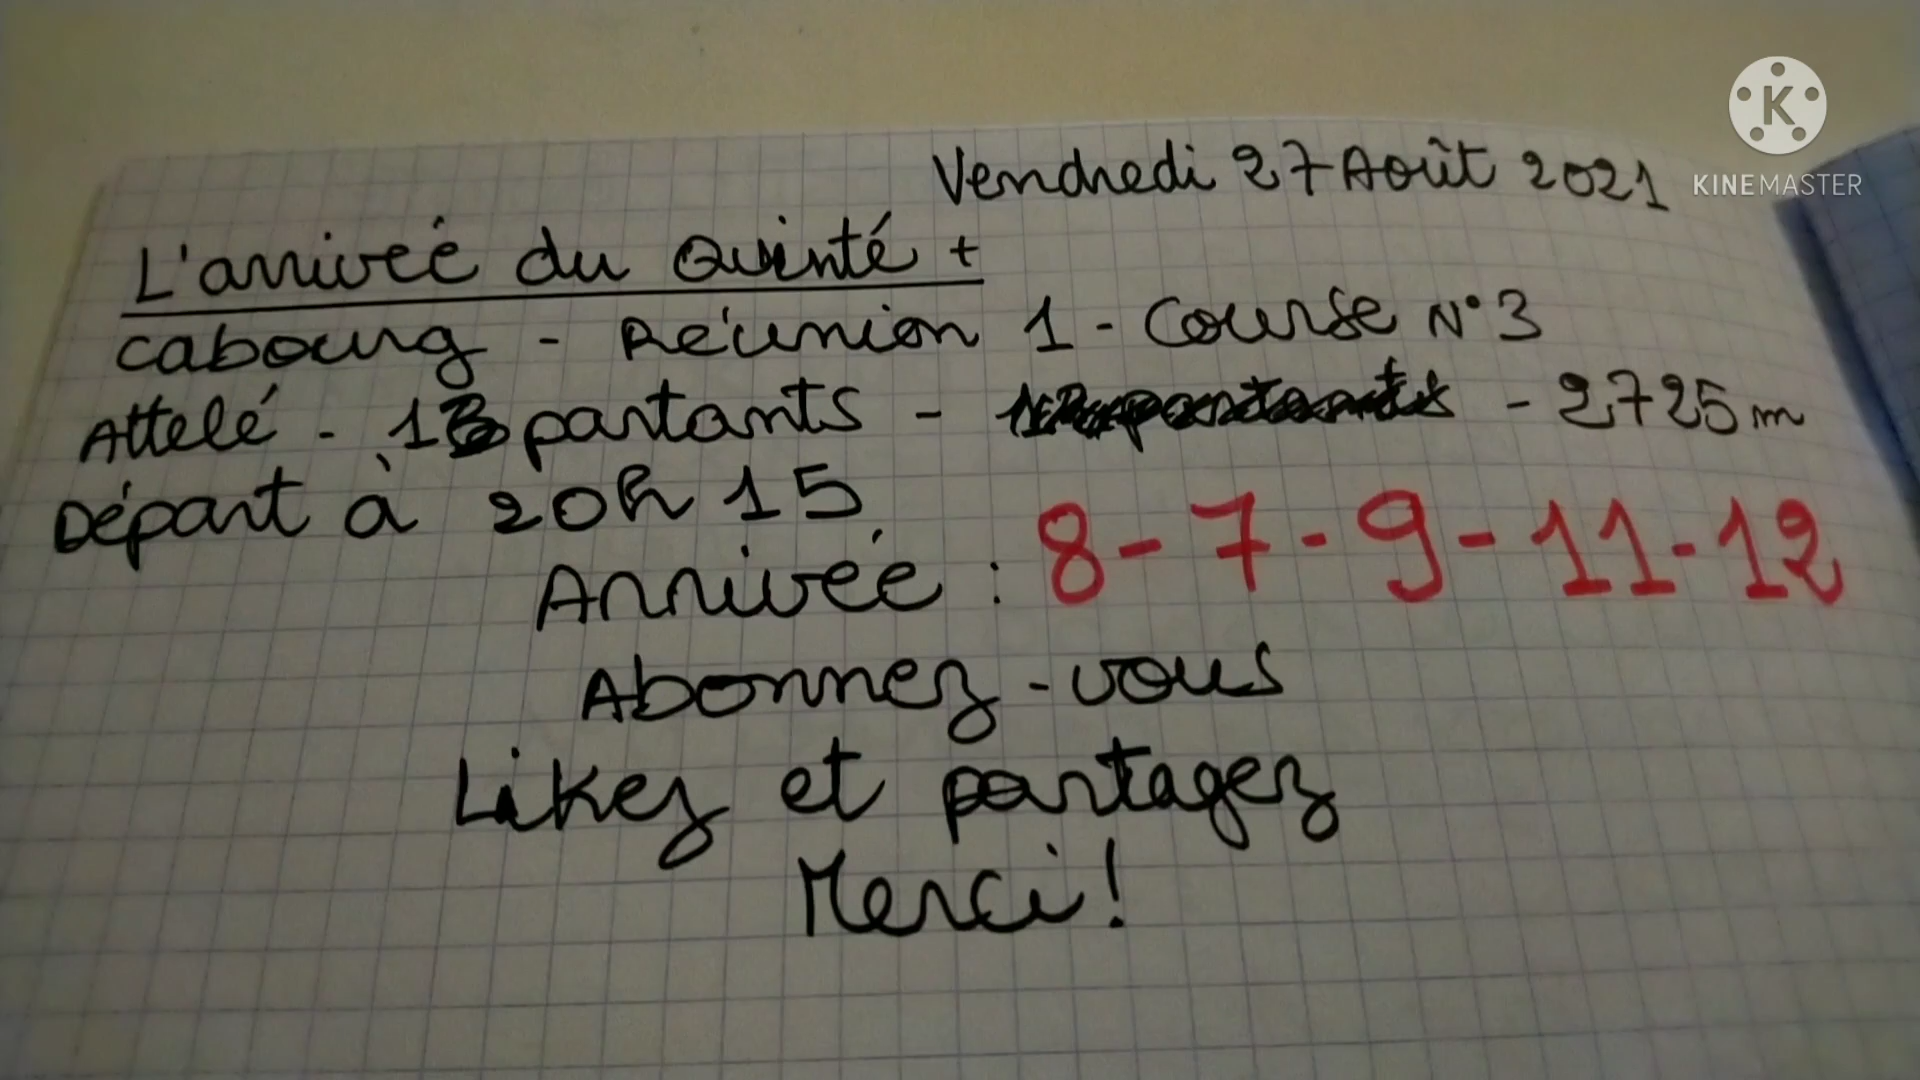 Vendredi 27 Août 2021
KINEMASTER
L'arrivée du Quinté +
Cabourg - Réunion 1 - Course N°3
Attelé - 13 partants - - 2725m
Départ à 20h15.
Arrivée : 8-7-9-11-12
Abonnez-vous
Likez et partagez
Merci!